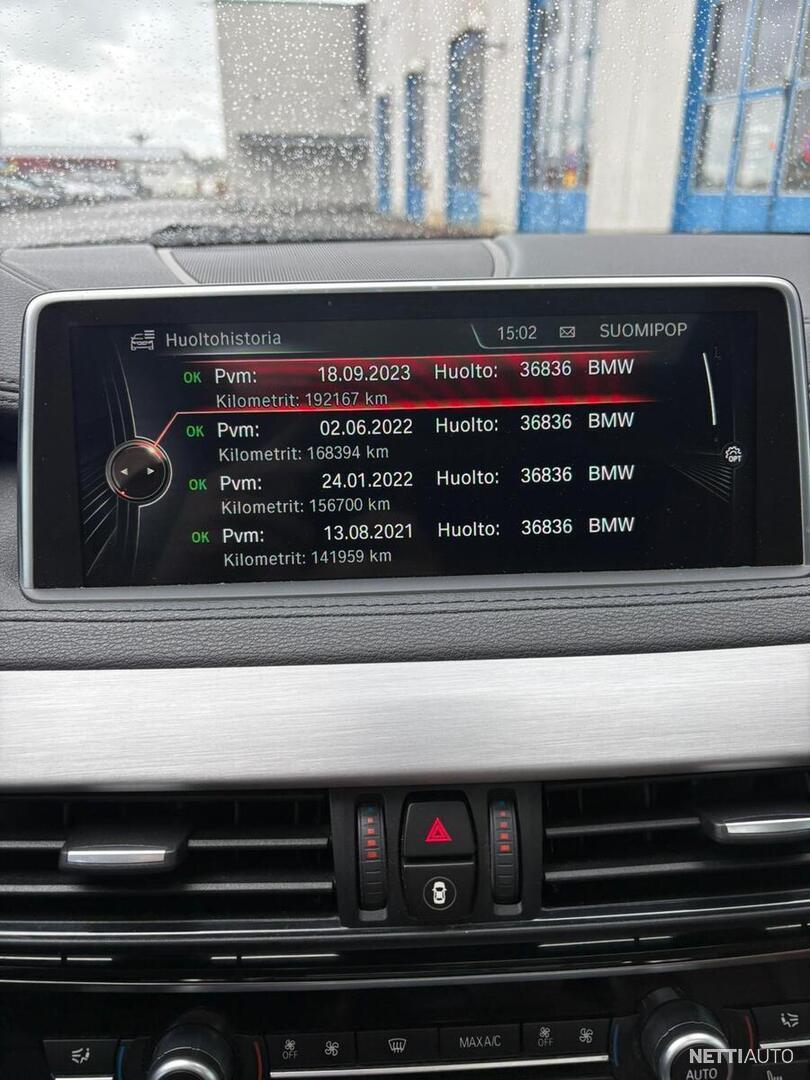 Huoltohistoria 15:02 SUOMIPOP
OK Pvm: 18.09.2023 Huolto: 36836 BMW
Kilometrit: 192167 km
OK Pvm: 02.06.2022 Huolto: 36836 BMW
Kilometrit: 168394 km
OPT
OK Pvm: 24.01.2022 Huolto: 36836 BMW
Kilometrit: 156700 km
OK Pvm: 13.08.2021 Huolto: 36836 BMW
Kilometrit: 141959 km
OFF MAX A/C OFF
AUTO
NETTIAUTO